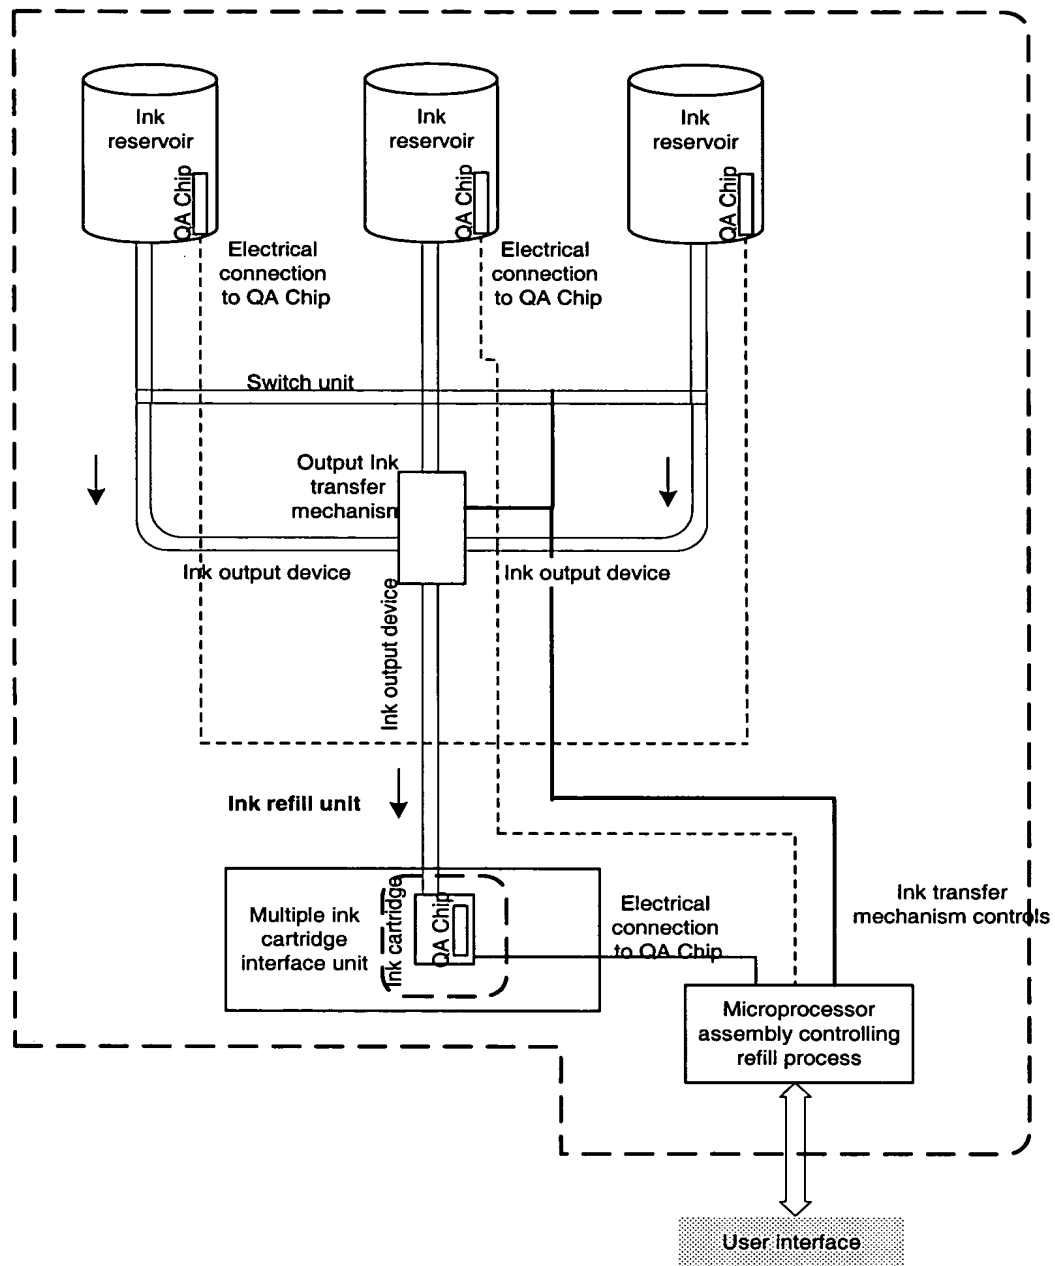 Ink
reservoir
QA Chip
Ink
reservoir
QA Chip
Ink
reservoir
QA Chip
Electrical
connection
to QA Chip
Electrical
connection
to QA Chip
Switch unit
Output Ink
transfer
mechanism
Ink output device
Ink output device
Ink output device
Ink refill unit
Multiple ink
cartridge
interface unit
Ink cartridge
QA Chip
Electrical
connection
to QA Chip
Ink transfer
mechanism controls
Microprocessor
assembly controlling
refill process
User interface